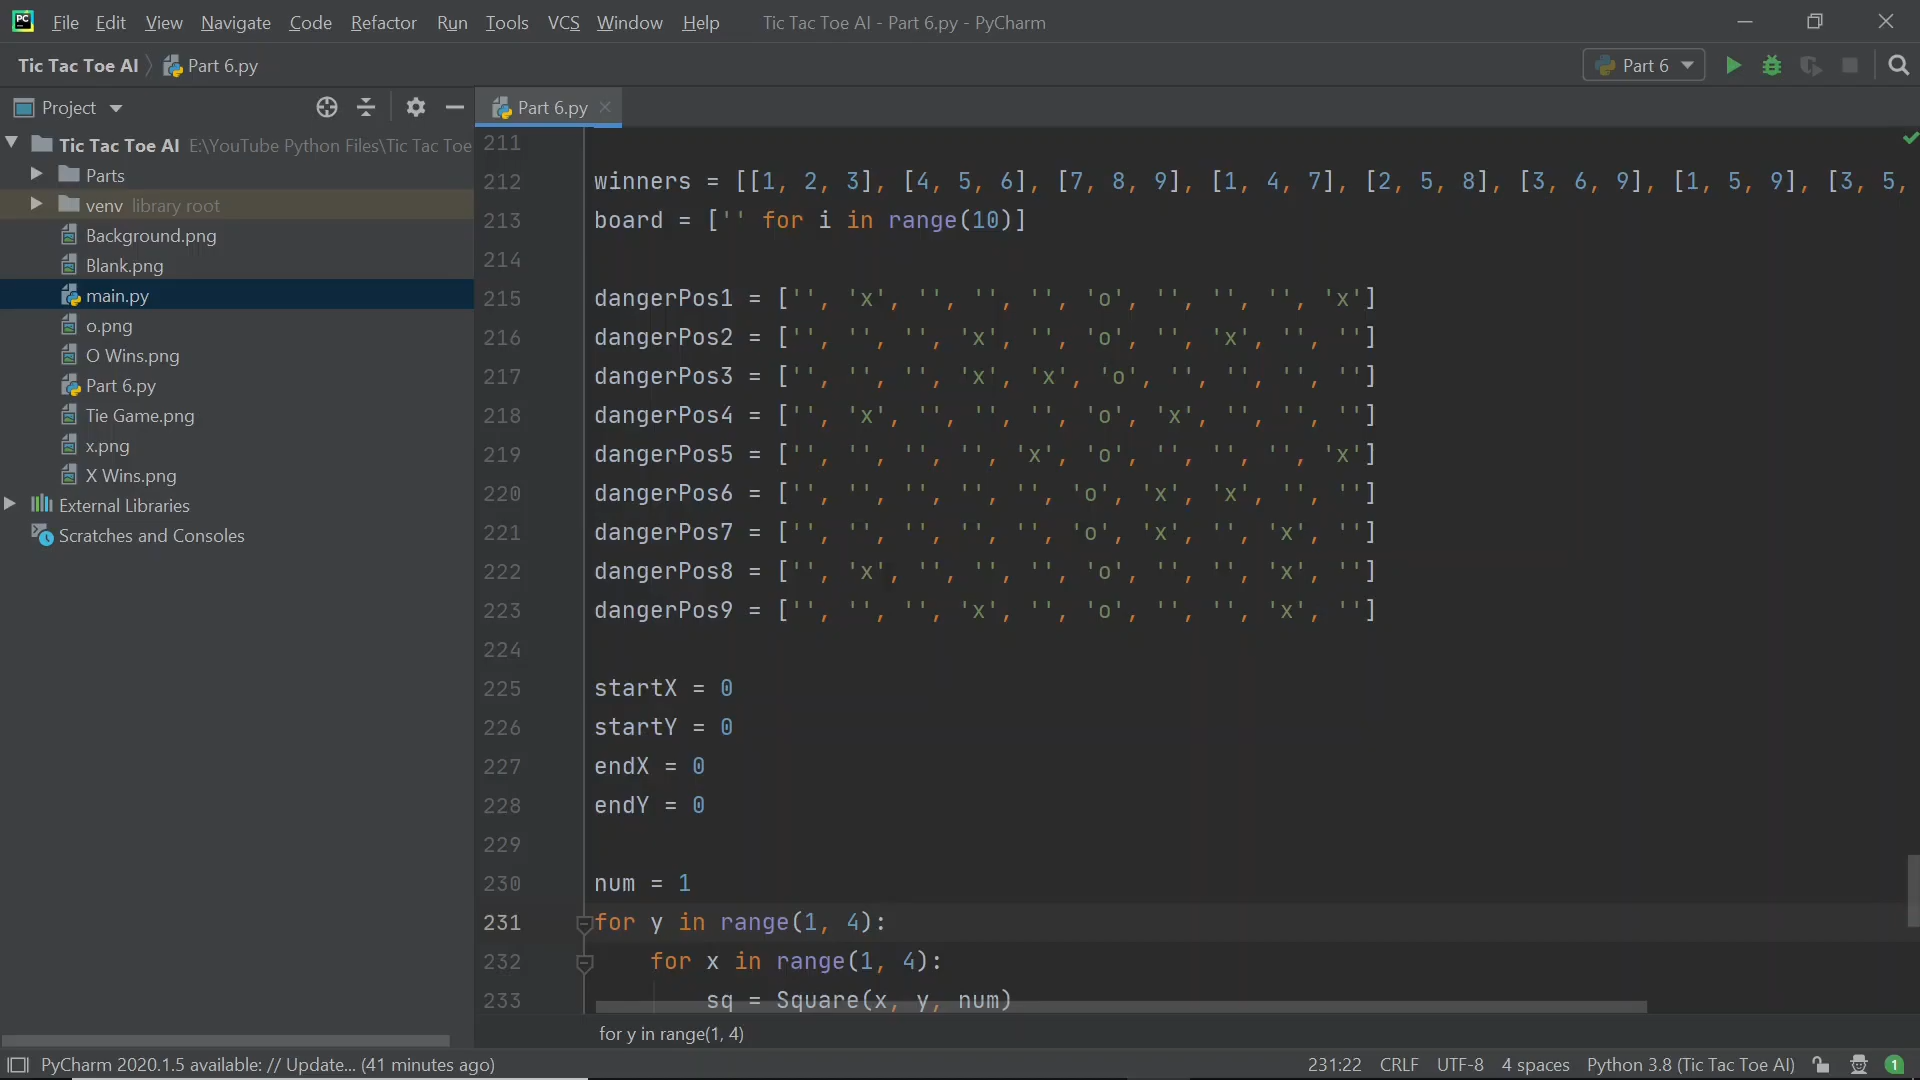 PC File Edit View Navigate Code Refactor Run Tools VCS Window Help Tic Tac Toe AI - Part 6.py - PyCharm
Tic Tac Toe AI Part 6.py Part 6
Project
Part 6.py
Tic Tac Toe AI E:\YouTube Python Files\Tic Tac Toe
Parts
venv library root
Background.png
Blank.png
main.py
o.png
O Wins.png
Part 6.py
Tie Game.png
x.png
X Wins.png
External Libraries
Scratches and Consoles
211
212 winners = [[1, 2, 3], [4, 5, 6], [7, 8, 9], [1, 4, 7], [2, 5, 8], [3, 6, 9], [1, 5, 9], [3, 5,
213 board = ['' for i in range(10)]
214
215 dangerPos1 = ['', 'x', '', '', '', 'o', '', '', '', 'x']
216 dangerPos2 = ['', '', '', 'x', '', 'o', '', 'x', '', '']
217 dangerPos3 = ['', '', '', 'x', 'x', 'o', '', '', '', '']
218 dangerPos4 = ['', 'x', '', '', '', 'o', 'x', '', '', '']
219 dangerPos5 = ['', '', '', '', 'x', 'o', '', '', '', 'x']
220 dangerPos6 = ['', '', '', '', '', 'o', 'x', 'x', '', '']
221 dangerPos7 = ['', '', '', '', '', 'o', 'x', '', 'x', '']
222 dangerPos8 = ['', 'x', '', '', '', 'o', '', '', 'x', '']
223 dangerPos9 = ['', '', '', 'x', '', 'o', '', '', 'x', '']
224
225 startX = 0
226 startY = 0
227 endX = 0
228 endY = 0
229
230 num = 1
231 for y in range(1, 4):
232 for x in range(1, 4):
233 sq = Square(x, y, num)
for y in range(1, 4)
PyCharm 2020.1.5 available: // Update... (41 minutes ago) 231:22 CRLF UTF-8 4 spaces Python 3.8 (Tic Tac Toe AI) 1